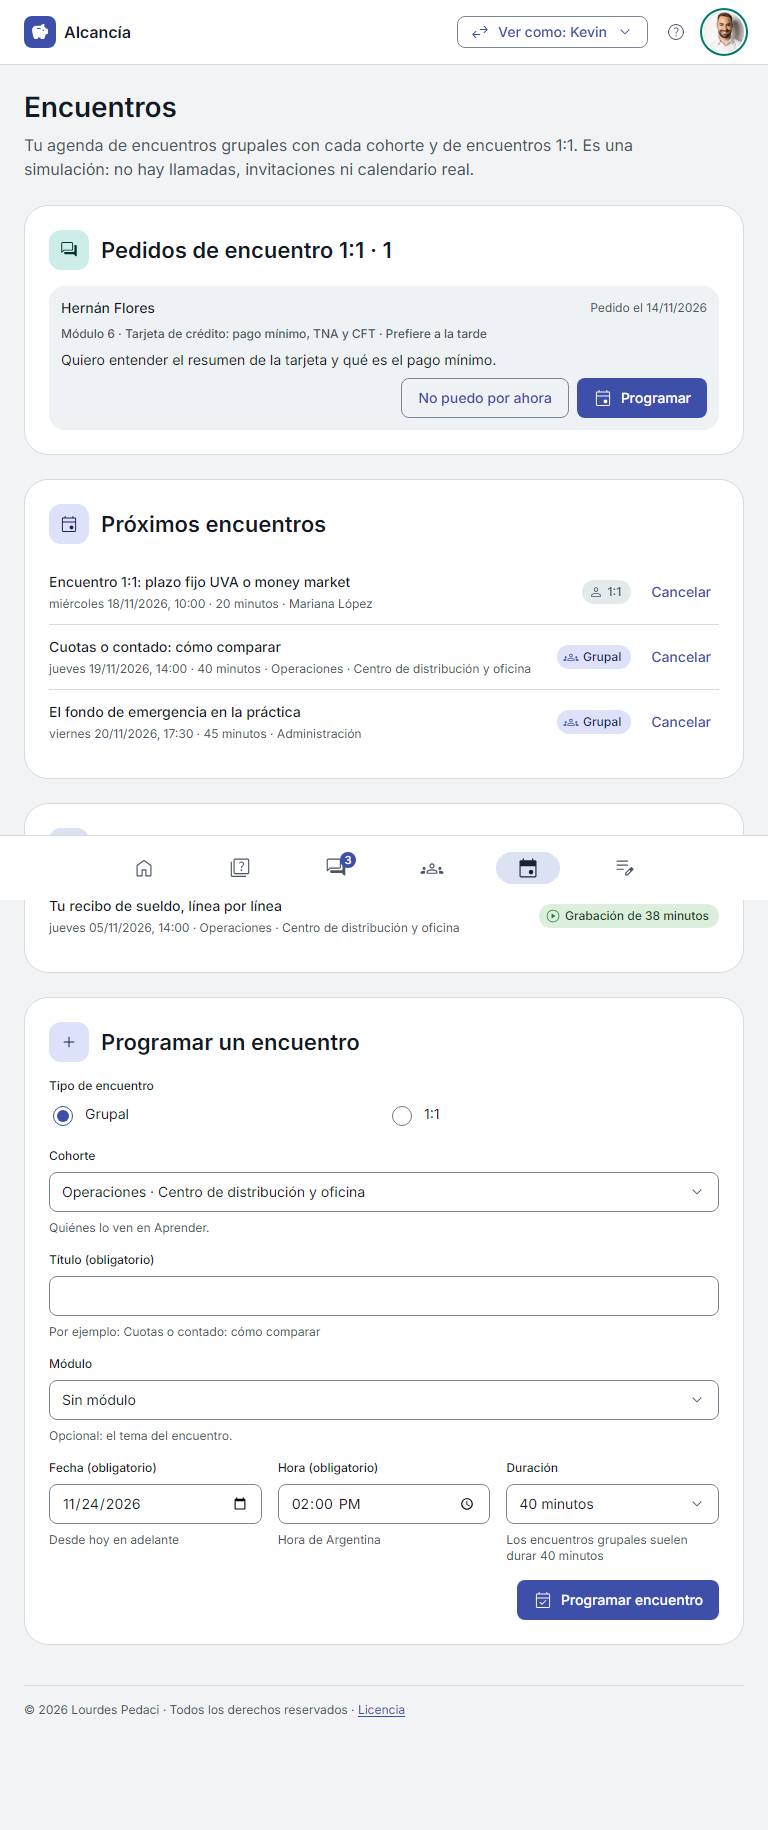 Alcancía
Ver como: Kevin
Encuentros
Tu agenda de encuentros grupales con cada cohorte y de encuentros 1:1. Es una
simulación: no hay llamadas, invitaciones ni calendario real.
Pedidos de encuentro 1:1 · 1
Hernán Flores
Pedido el 14/11/2026
Módulo 6 · Tarjeta de crédito: pago mínimo, TNA y CFT · Prefiere a la tarde
Quiero entender el resumen de la tarjeta y qué es el pago mínimo.
No puedo por ahora
Programar
Próximos encuentros
Encuentro 1:1: plazo fijo UVA o money market
miércoles 18/11/2026, 10:00 · 20 minutos · Mariana López
1:1
Cancelar
Cuotas o contado: cómo comparar
jueves 19/11/2026, 14:00 · 40 minutos · Operaciones · Centro de distribución y oficina
Grupal
Cancelar
El fondo de emergencia en la práctica
viernes 20/11/2026, 17:30 · 45 minutos · Administración
Grupal
Cancelar
3
Tu recibo de sueldo, línea por línea
jueves 05/11/2026, 14:00 · Operaciones · Centro de distribución y oficina
Grabación de 38 minutos
Programar un encuentro
Tipo de encuentro
Grupal
1:1
Cohorte
Operaciones · Centro de distribución y oficina
Quiénes lo ven en Aprender.
Título (obligatorio)
Por ejemplo: Cuotas o contado: cómo comparar
Módulo
Sin módulo
Opcional: el tema del encuentro.
Fecha (obligatorio)
Hora (obligatorio)
Duración
11/24/2026
02:00 PM
40 minutos
Desde hoy en adelante
Hora de Argentina
Los encuentros grupales suelen
durar 40 minutos
Programar encuentro
© 2026 Lourdes Pedaci · Todos los derechos reservados · Licencia